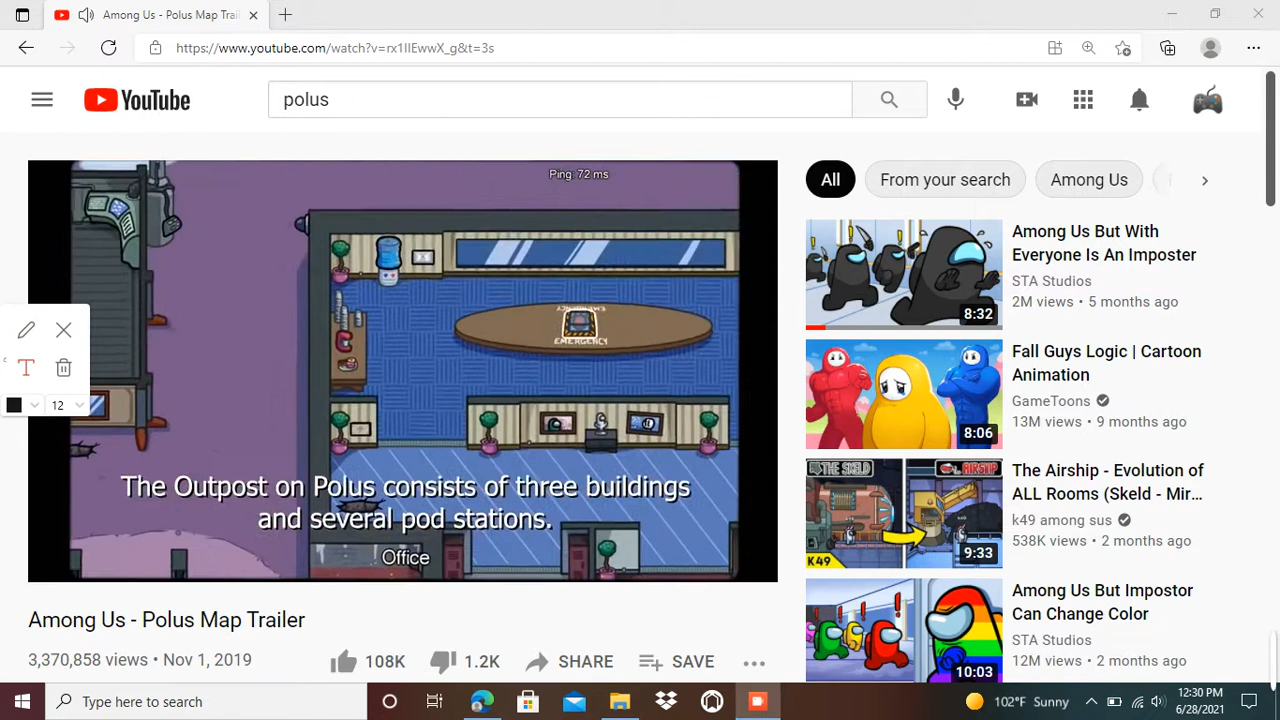 Among Us - Polus Map Trail
https://www.youtube.com/watch?v=rx1IIEwwX_g&t=3s
YouTube
polus
Ping: 72 ms
EMERGENCY
EMERGENCY
The Outpost on Polus consists of three buildings
and several pod stations.
Office
T
12
Among Us - Polus Map Trailer
3,370,858 views • Nov 1, 2019
108K
1.2K
SHARE
SAVE
All
From your search
Among Us
8:32
Among Us But With
Everyone Is An Imposter
STA Studios
2M views • 5 months ago
8:06
Fall Guys Logic | Cartoon
Animation
GameToons
13M views • 9 months ago
THE SKELD
AIRSHIP
K49
9:33
The Airship - Evolution of
ALL Rooms (Skeld - Mir...
k49 among sus
538K views • 2 months ago
10:03
Among Us But Impostor
Can Change Color
STA Studios
12M views • 2 months ago
Type here to search
102°F Sunny
12:30 PM
6/28/2021